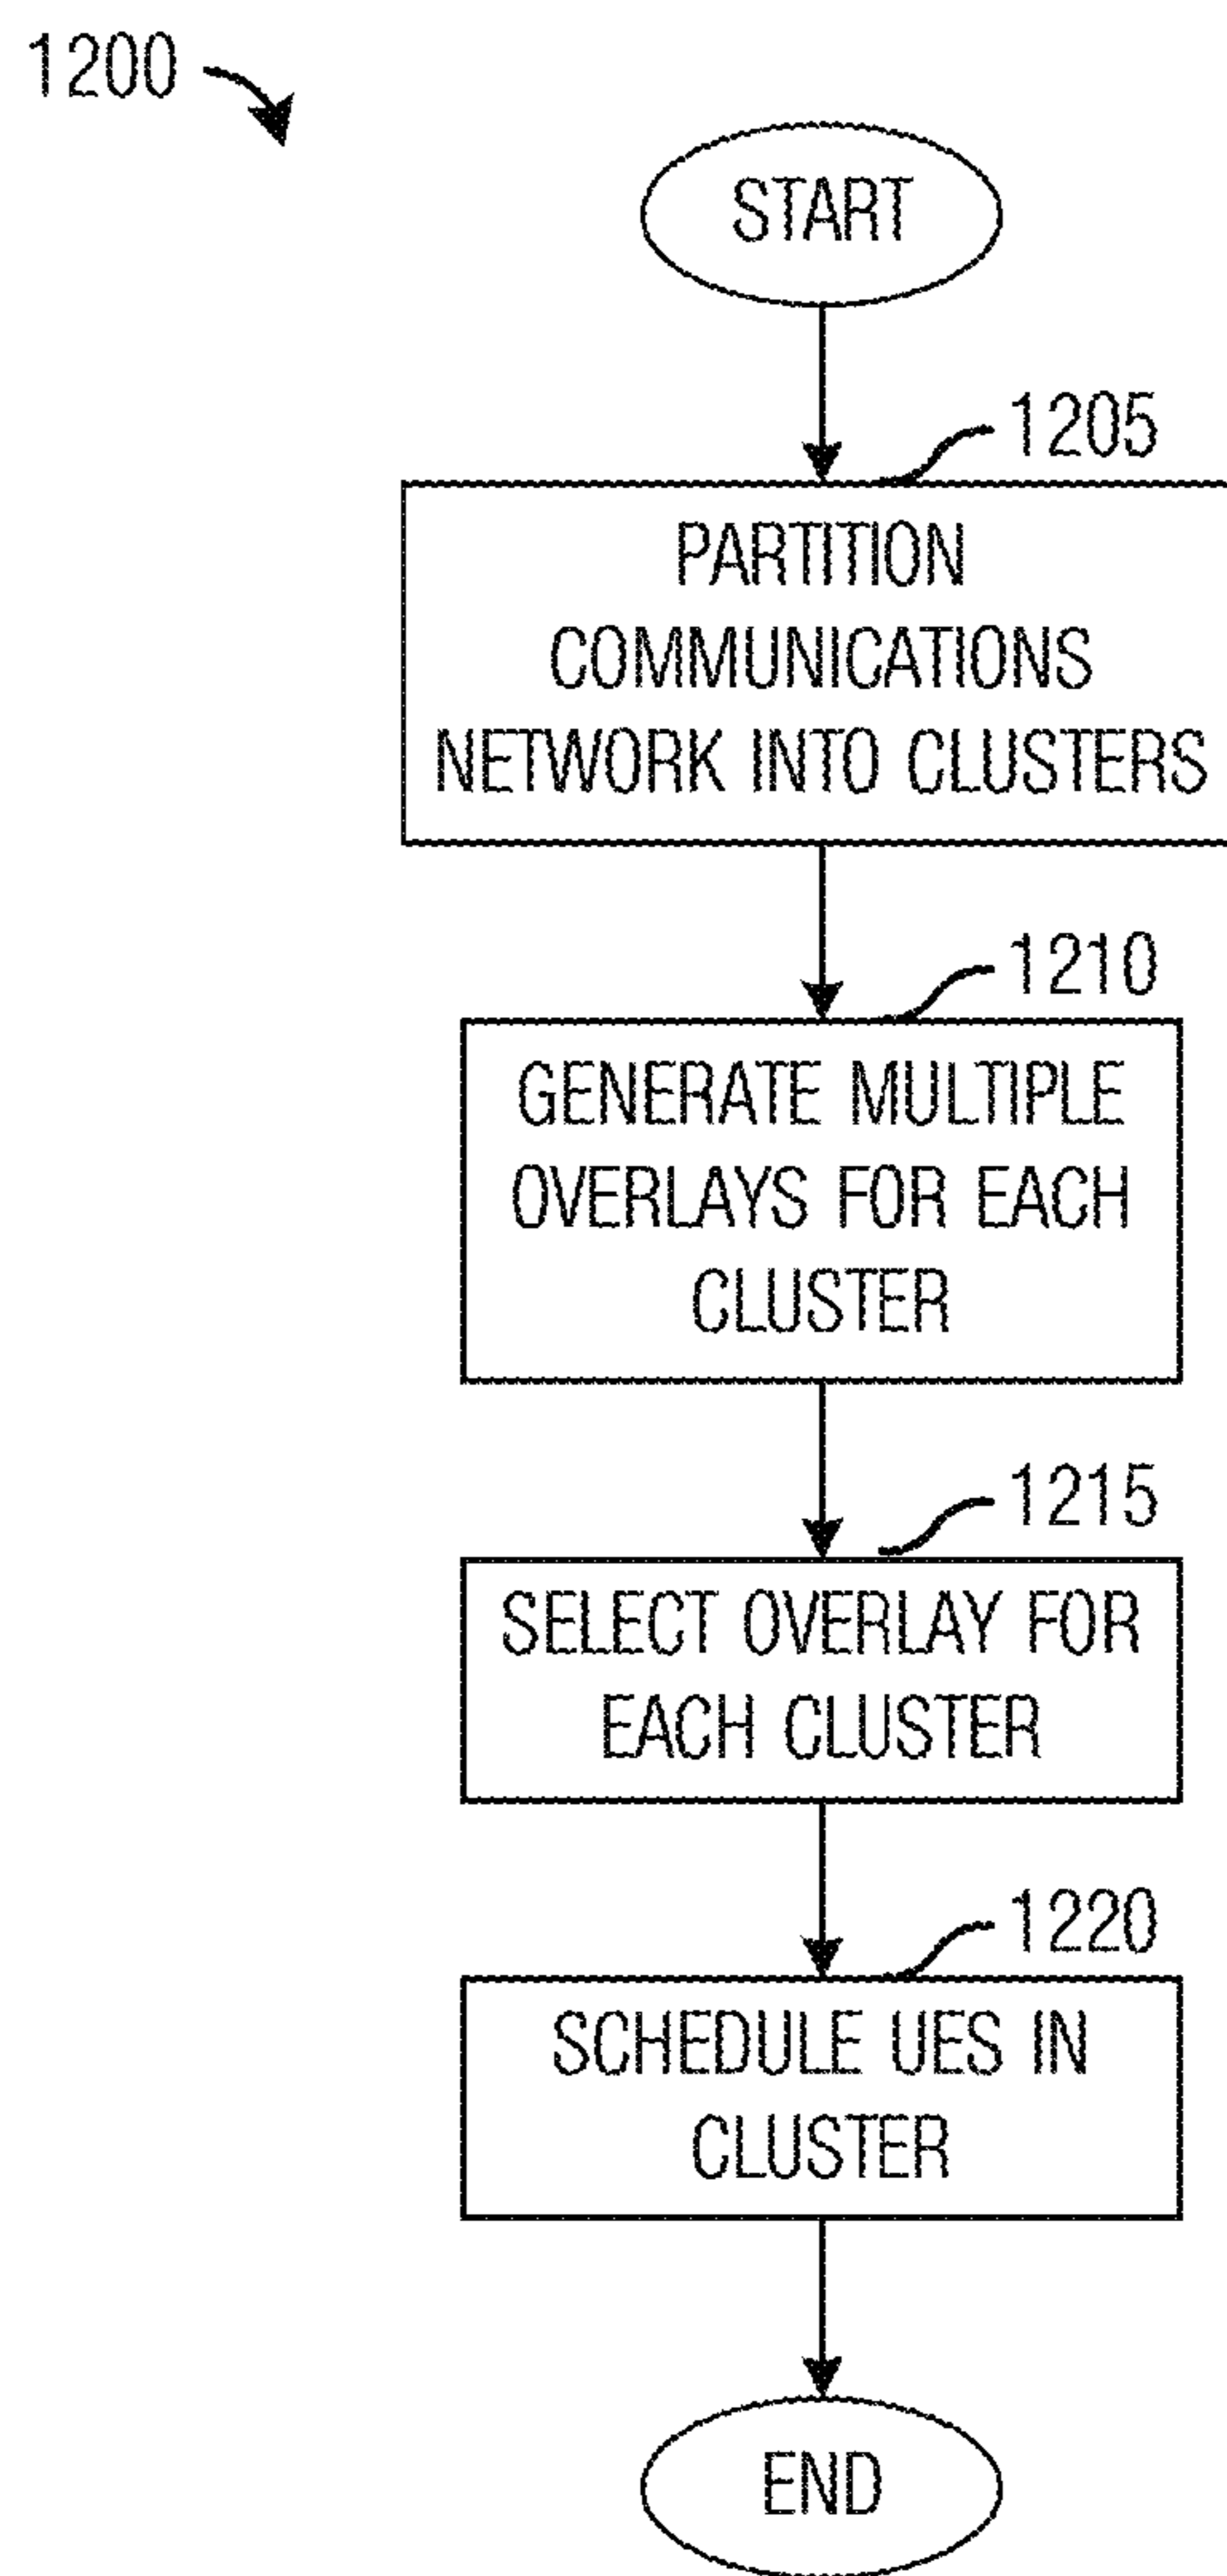 1200
START
1205
PARTITION
COMMUNICATIONS
NETWORK INTO CLUSTERS
1210
GENERATE MULTIPLE
OVERLAYS FOR EACH
CLUSTER
1215
SELECT OVERLAY FOR
EACH CLUSTER
1220
SCHEDULE UES IN
CLUSTER
END